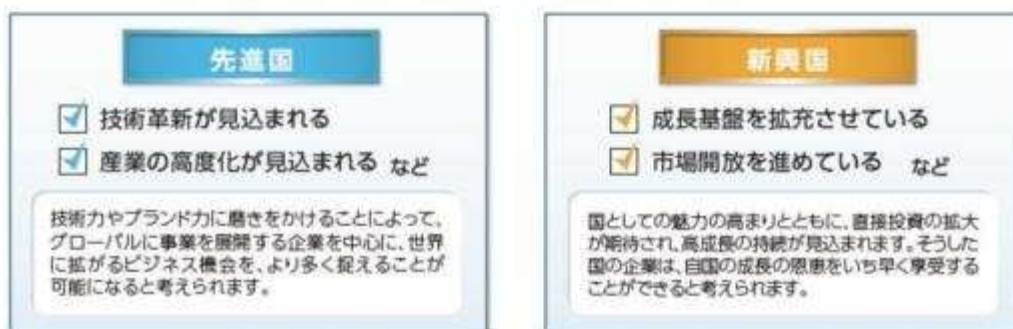 先進国
技術革新が見込まれる
産業の高度化が見込まれる など
技術力やブランド力に磨きをかけることによって、
グローバルに事業を展開する企業を中心に、世界
に拡がるビジネス機会を、より多く捉えることが
可能になると考えられます。
新興国
成長基盤を拡充させている
市場開放を進めている など
国としての魅力の高まりとともに、直接投資の拡大
が期待され、高成長の持続が見込まれます。そうした
国の企業は、自国の成長の恩恵をいち早く享受する
ことができると考えられます。